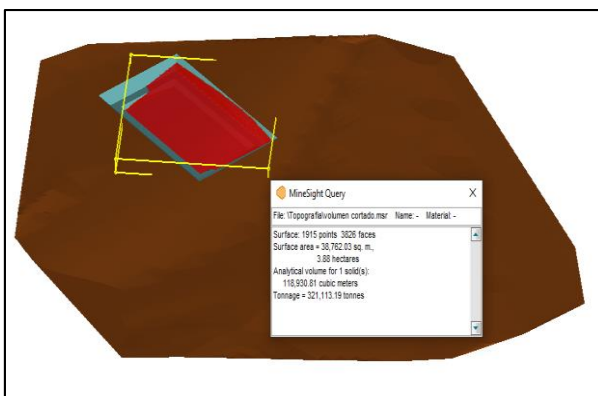 MineSight Query
X
File: \Topografia\volumen cortado.msr Name: - Material: -
Surface: 1915 points 3826 faces
Surface area = 38,762.03 sq. m.,
3.88 hectares
Analytical volume for 1 solid(s):
118,930.81 cubic meters
Tonnage = 321,113.19 tonnes